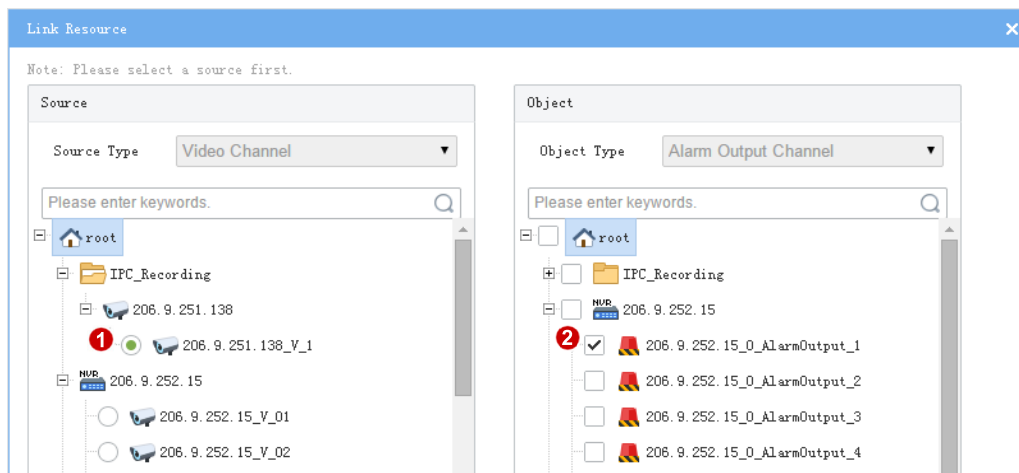 Link Resource
Note: Please select a source first.
Source
Source Type
Video Channel
Please enter keywords.
root
IPC_Recording
206.9.251.138
1
206.9.251.138_V_1
NVR
206.9.252.15
206.9.252.15_V_01
206.9.252.15_V_02
Object
Object Type
Alarm Output Channel
Please enter keywords.
root
IPC_Recording
NVR
206.9.252.15
2
206.9.252.15_0_AlarmOutput_1
206.9.252.15_0_AlarmOutput_2
206.9.252.15_0_AlarmOutput_3
206.9.252.15_0_AlarmOutput_4